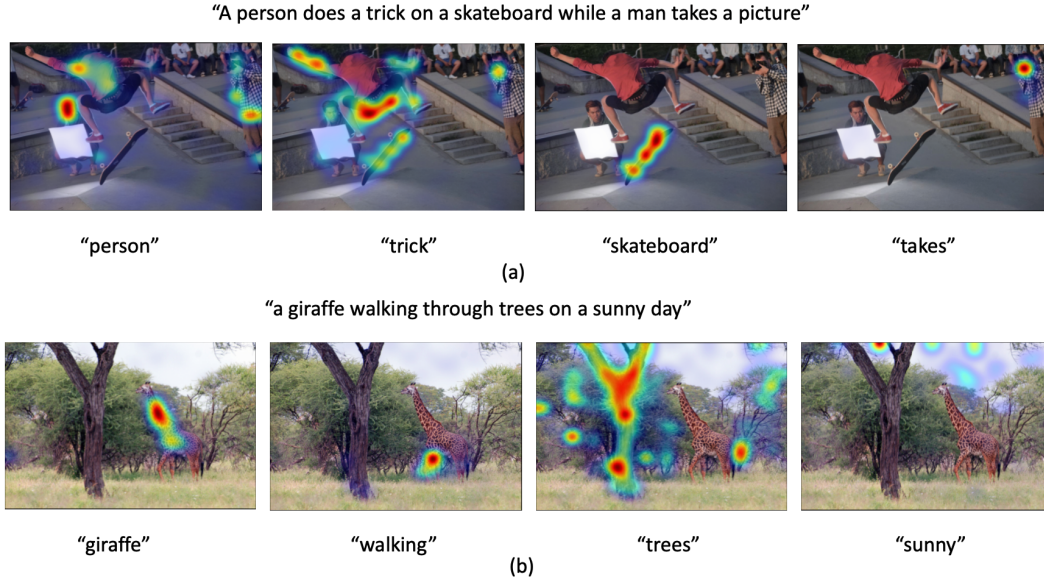 “A person does a trick on a skateboard while a man takes a picture”
“person”
“trick”
“skateboard”
“takes”
(a)
“a giraffe walking through trees on a sunny day”
“giraffe”
“walking”
“trees”
“sunny”
(b)